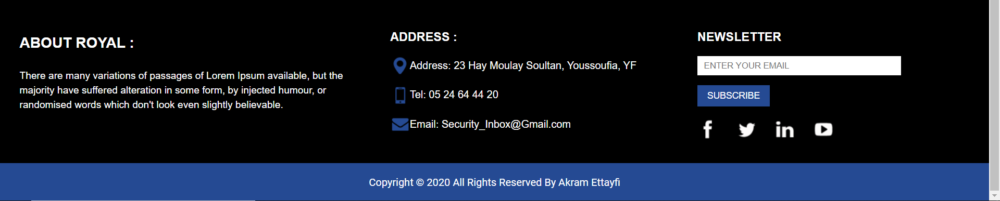 ABOUT ROYAL :
There are many variations of passages of Lorem Ipsum available, but the
majority have suffered alteration in some form, by injected humour, or
randomised words which don't look even slightly believable.
ADDRESS :
Address: 23 Hay Moulay Soultan, Youssoufia, YF
Tel: 05 24 64 44 20
Email: Security_Inbox@Gmail.com
NEWSLETTER
ENTER YOUR EMAIL
SUBSCRIBE
Copyright © 2020 All Rights Reserved By Akram Ettayfi